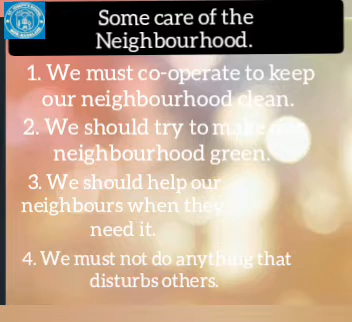 Some care of the
Neighbourhood.
1. We must co-operate to keep
our neighbourhood clean.
2. We should try to make
neighbourhood green.
3. We should help our
neighbours when they
need it.
4. We must not do anything that
disturbs others.